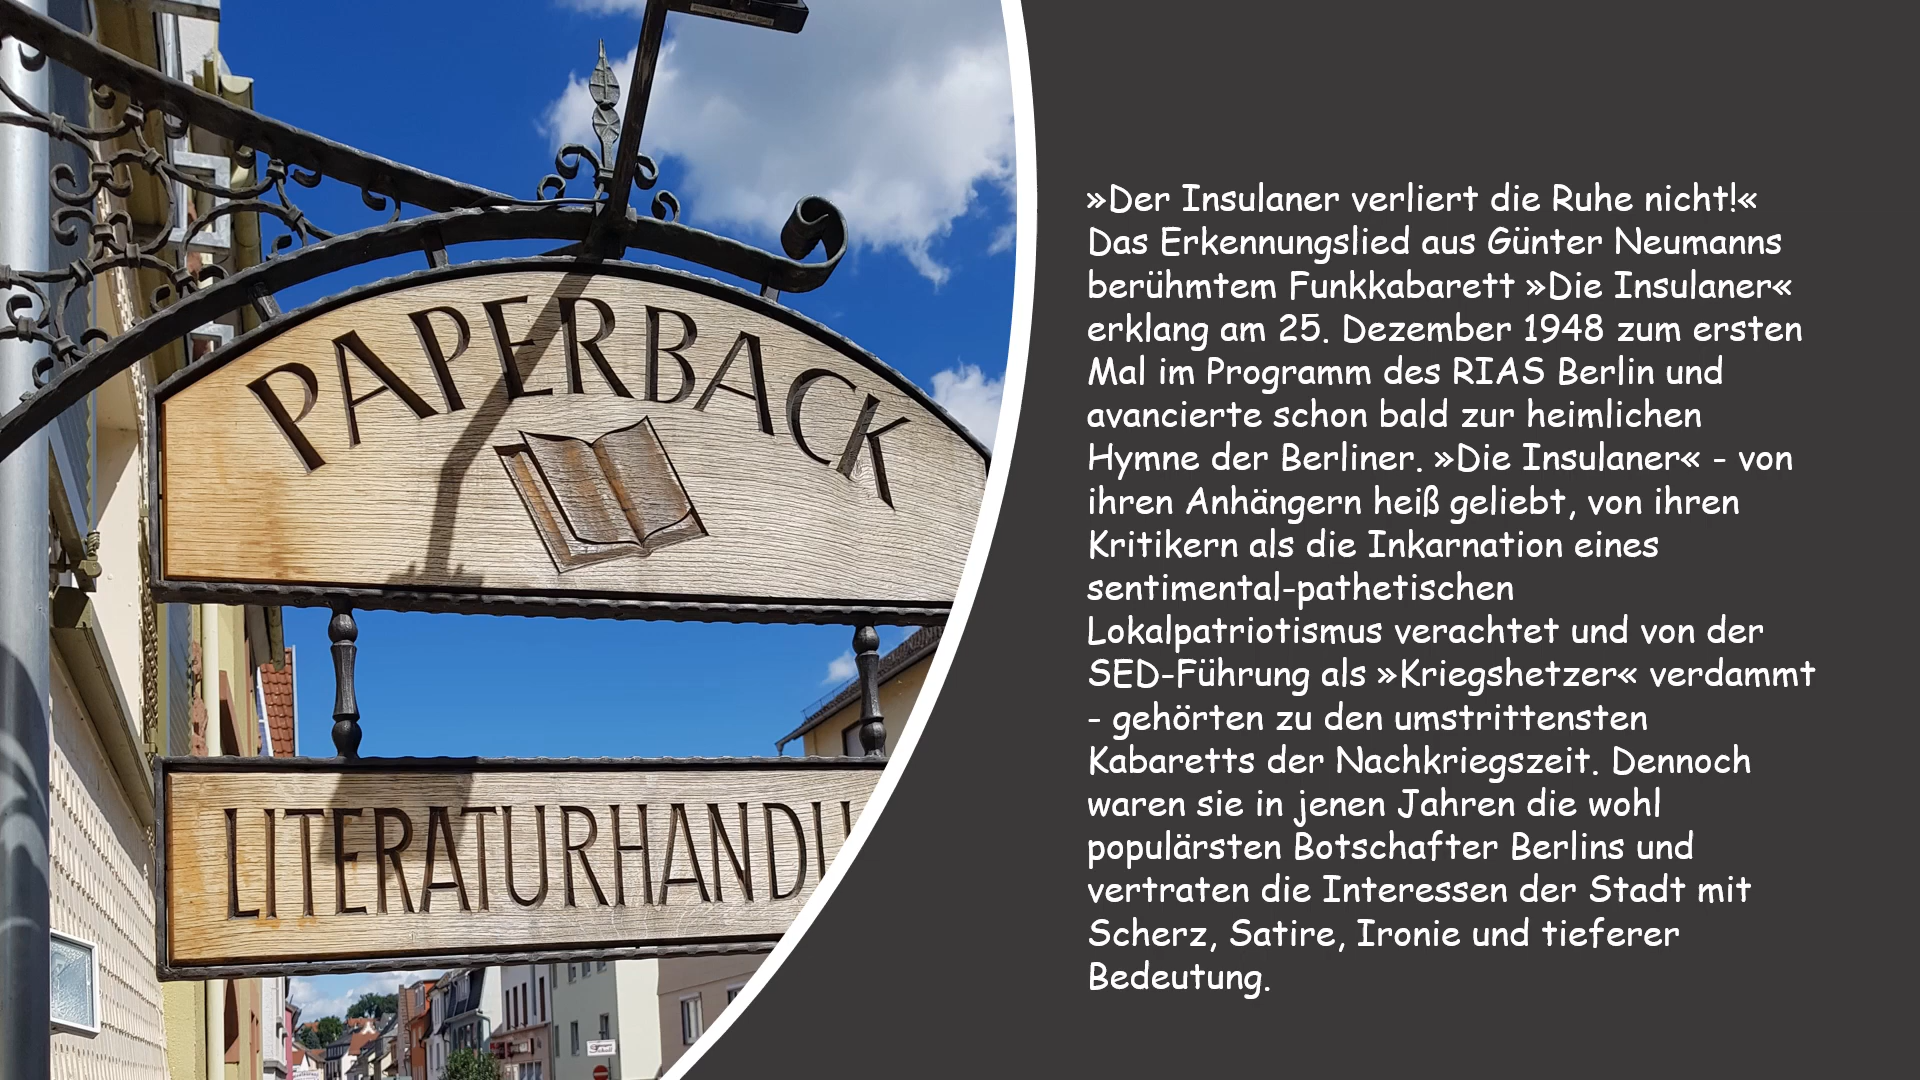 PAPERBACK
LITERATURHANDLU
»Der Insulaner verliert die Ruhe nicht!«
Das Erkennungslied aus Günter Neumanns
berühmtem Funkkabarett »Die Insulaner«
erklang am 25. Dezember 1948 zum ersten
Mal im Programm des RIAS Berlin und
avancierte schon bald zur heimlichen
Hymne der Berliner. »Die Insulaner« - von
ihren Anhängern heiß geliebt, von ihren
Kritikern als die Inkarnation eines
sentimental-pathetischen
Lokalpatriotismus verachtet und von der
SED-Führung als »Kriegshetzer« verdammt
- gehörten zu den umstrittensten
Kabaretts der Nachkriegszeit. Dennoch
waren sie in jenen Jahren die wohl
populärsten Botschafter Berlins und
vertraten die Interessen der Stadt mit
Scherz, Satire, Ironie und tieferer
Bedeutung.